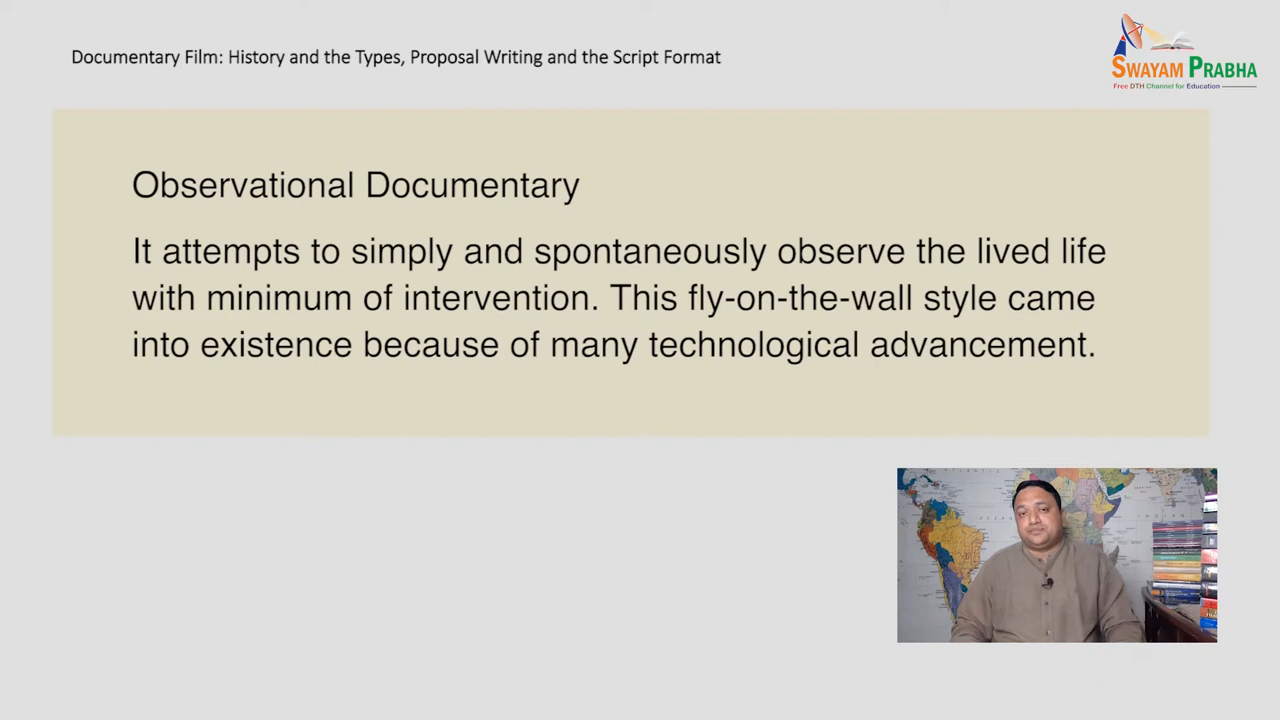 Documentary Film: History and the Types, Proposal Writing and the Script Format
SWAYAM PRABHA
Free DTH Channel for Education
Observational Documentary
It attempts to simply and spontaneously observe the lived life
with minimum of intervention. This fly-on-the-wall style came
into existence because of many technological advancement.